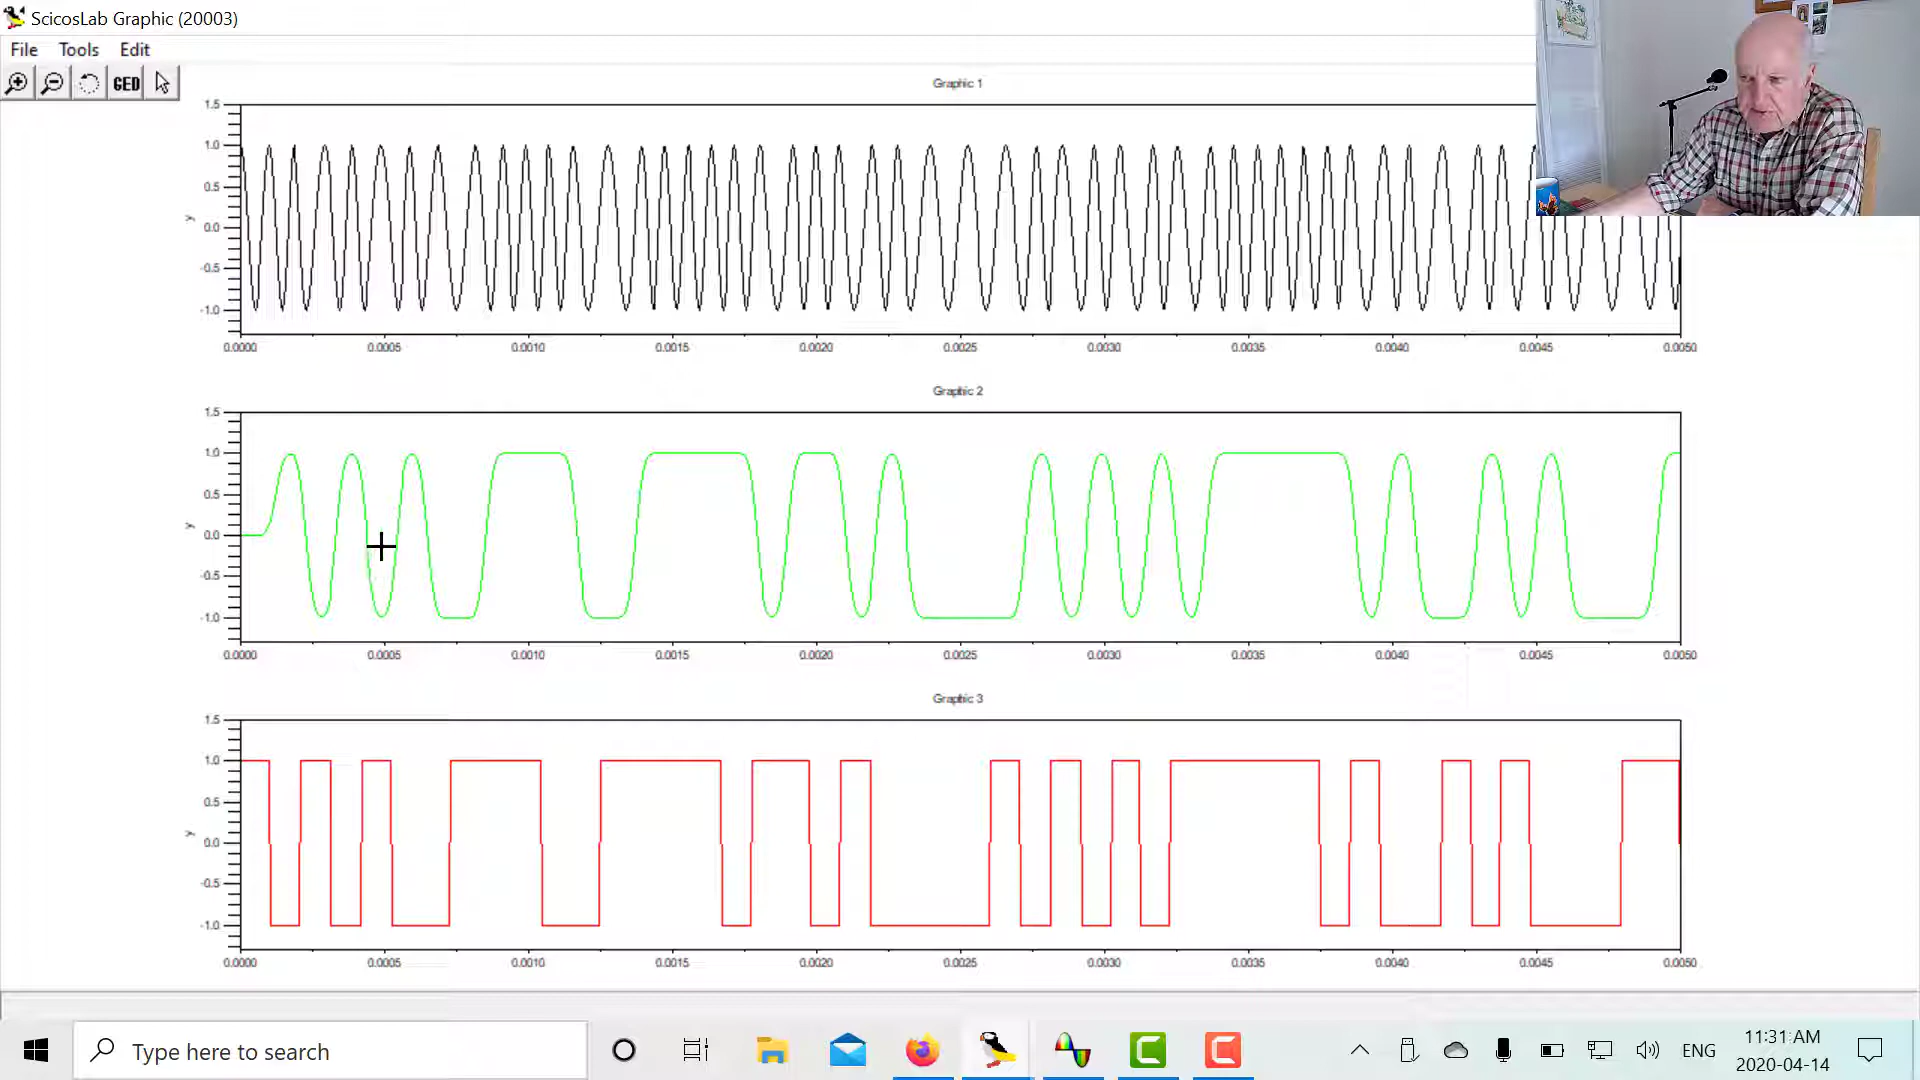 ScicosLab Graphic (20003)
File Tools Edit
GED
Graphic 1
1.5
1.0
0.5
0.0
-0.5
-1.0
y
0.0000 0.0005 0.0010 0.0015 0.0020 0.0025 0.0030 0.0035 0.0040 0.0045 0.0050
Graphic 2
1.5
1.0
0.5
0.0
-0.5
-1.0
y
0.0000 0.0005 0.0010 0.0015 0.0020 0.0025 0.0030 0.0035 0.0040 0.0045 0.0050
Graphic 3
1.5
1.0
0.5
0.0
-0.5
-1.0
y
0.0000 0.0005 0.0010 0.0015 0.0020 0.0025 0.0030 0.0035 0.0040 0.0045 0.0050
Type here to search
ENG
11:31 AM
2020-04-14